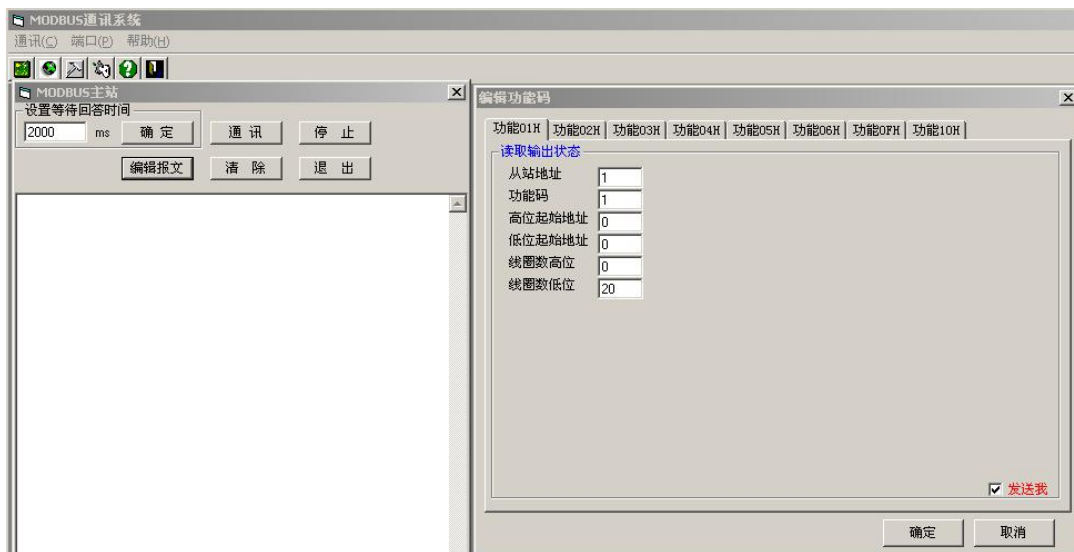 MODBUS通讯系统
通讯(C) 端口(P) 帮助(H)
MODBUS主站
设置等待回答时间
2000 ms 确定 通讯 停止
编辑报文 清除 退出
编辑功能码
功能01H 功能02H 功能03H 功能04H 功能05H 功能06H 功能0FH 功能10H
读取输出状态
从站地址 1
功能码 1
高位起始地址 0
低位起始地址 0
线圈数高位 0
线圈数低位 20
发送我
确定 取消